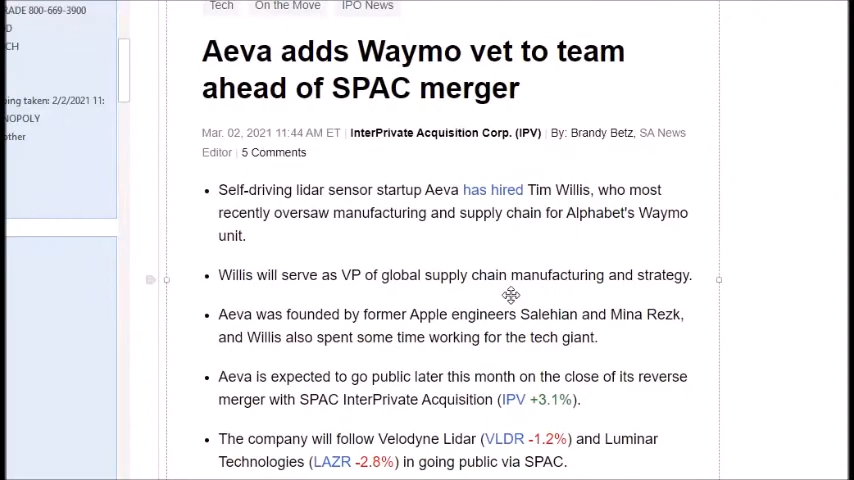 RADE 800-669-3900
D
CH
ing taken: 2/2/2021 11:
NOPOLY
other
Tech On the Move IPO News
Aeva adds Waymo vet to team
ahead of SPAC merger
Mar. 02, 2021 11:44 AM ET | InterPrivate Acquisition Corp. (IPV) | By: Brandy Betz, SA News
Editor | 5 Comments
• Self-driving lidar sensor startup Aeva has hired Tim Willis, who most
recently oversaw manufacturing and supply chain for Alphabet's Waymo
unit.
• Willis will serve as VP of global supply chain manufacturing and strategy.
• Aeva was founded by former Apple engineers Salehian and Mina Rezk,
and Willis also spent some time working for the tech giant.
• Aeva is expected to go public later this month on the close of its reverse
merger with SPAC InterPrivate Acquisition (IPV +3.1%).
• The company will follow Velodyne Lidar (VLDR -1.2%) and Luminar
Technologies (LAZR -2.8%) in going public via SPAC.